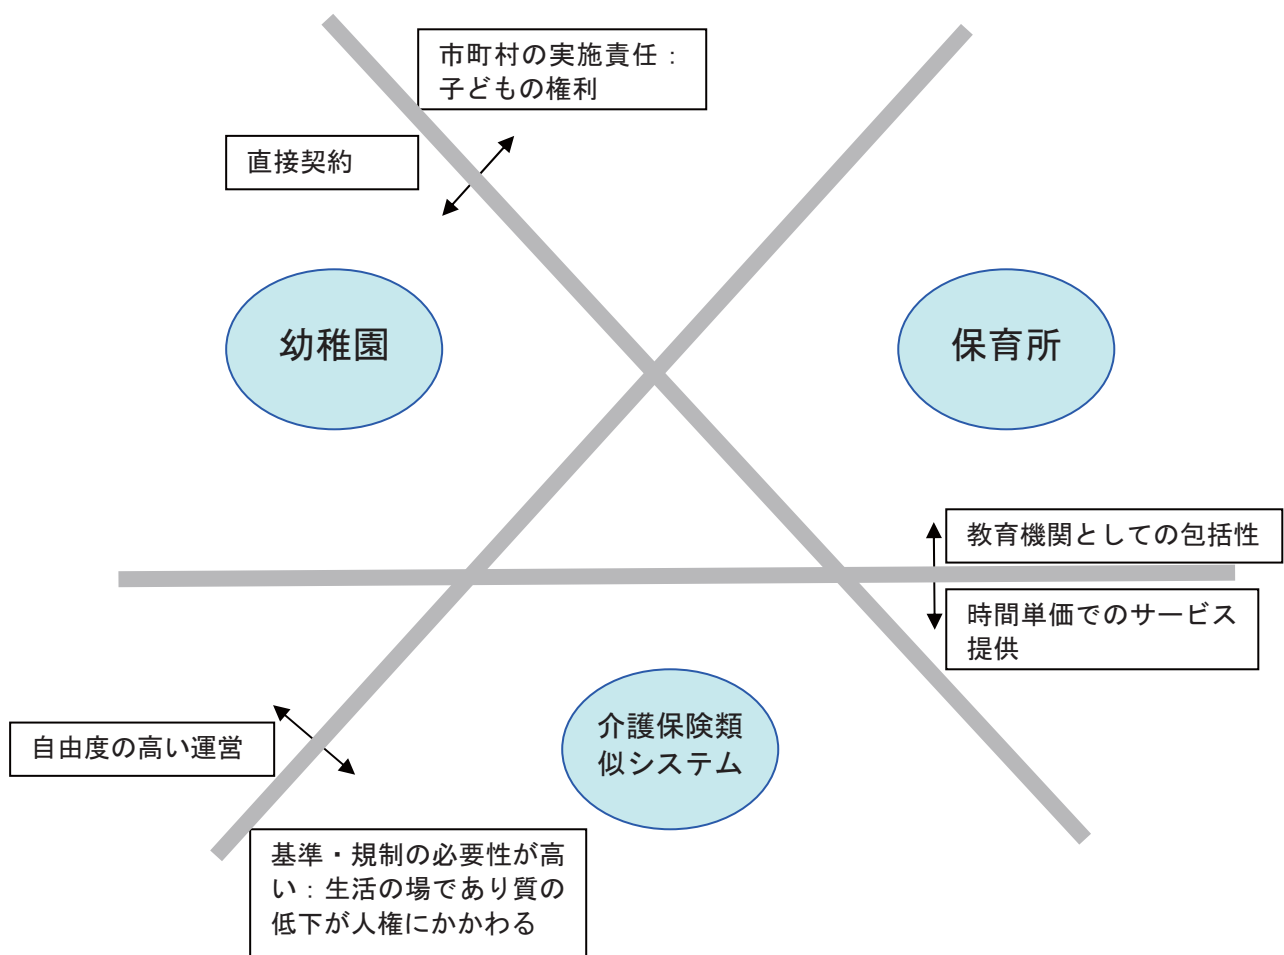 市町村の実施責任：
子どもの権利
直接契約
幼稚園
保育所
教育機関としての包括性
時間単価でのサービス
提供
介護保険類
似システム
自由度の高い運営
基準・規制の必要性が高
い：生活の場であり質の
低下が人権にかかわる